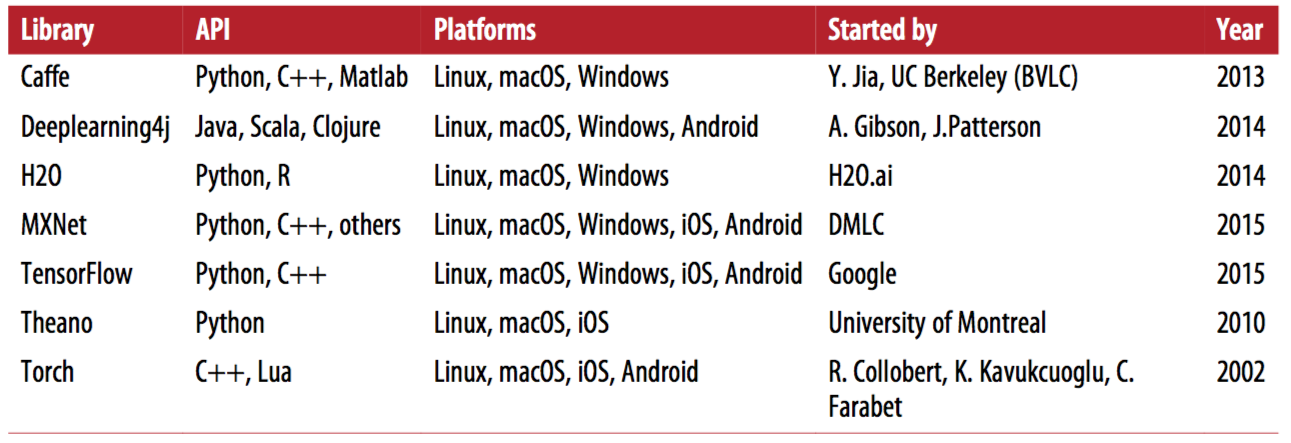 Library API Platforms Started by Year
Caffe Python, C++, Matlab Linux, macOS, Windows Y. Jia, UC Berkeley (BVLC) 2013
Deeplearning4j Java, Scala, Clojure Linux, macOS, Windows, Android A. Gibson, J.Patterson 2014
H2O Python, R Linux, macOS, Windows H2O.ai 2014
MXNet Python, C++, others Linux, macOS, Windows, iOS, Android DMLC 2015
TensorFlow Python, C++ Linux, macOS, Windows, iOS, Android Google 2015
Theano Python Linux, macOS, iOS University of Montreal 2010
Torch C++, Lua Linux, macOS, iOS, Android R. Collobert, K. Kavukcuoglu, C. 2002
Farabet